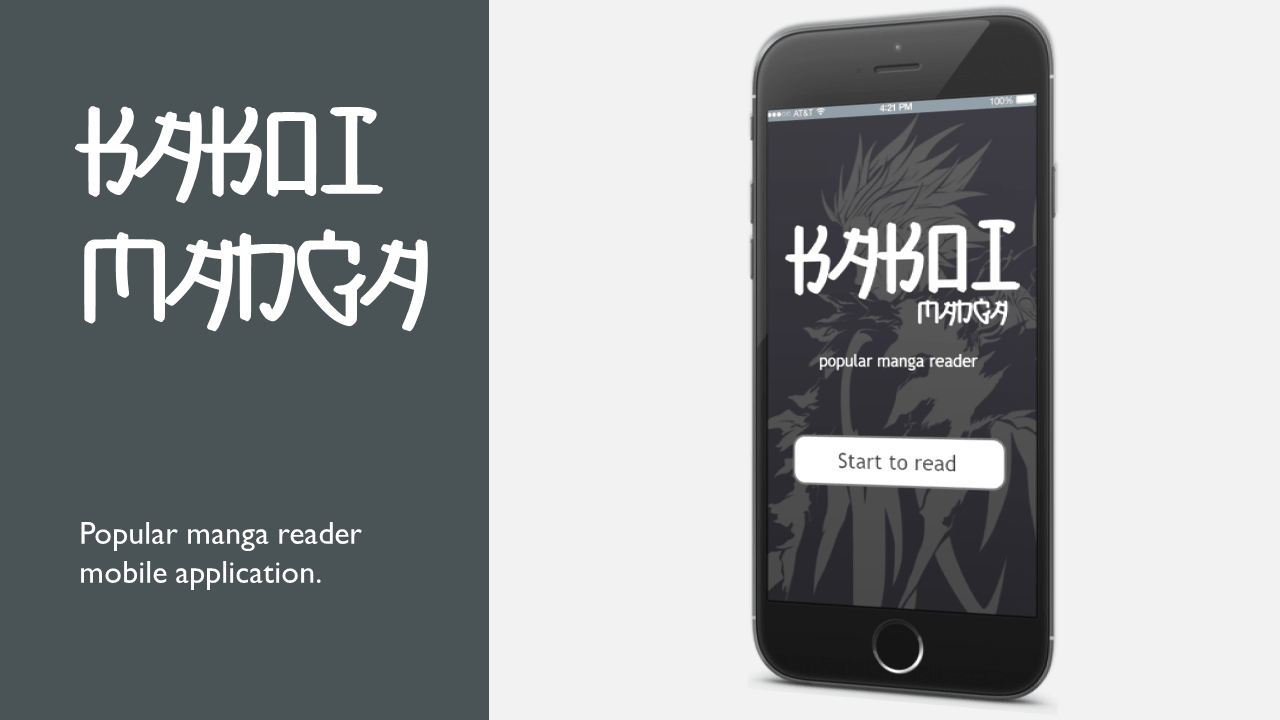 KAKOI
MANGA
Popular manga reader
mobile application.
AT&T
4:21 PM
100%
KAKOI
MANGA
popular manga reader
Start to read